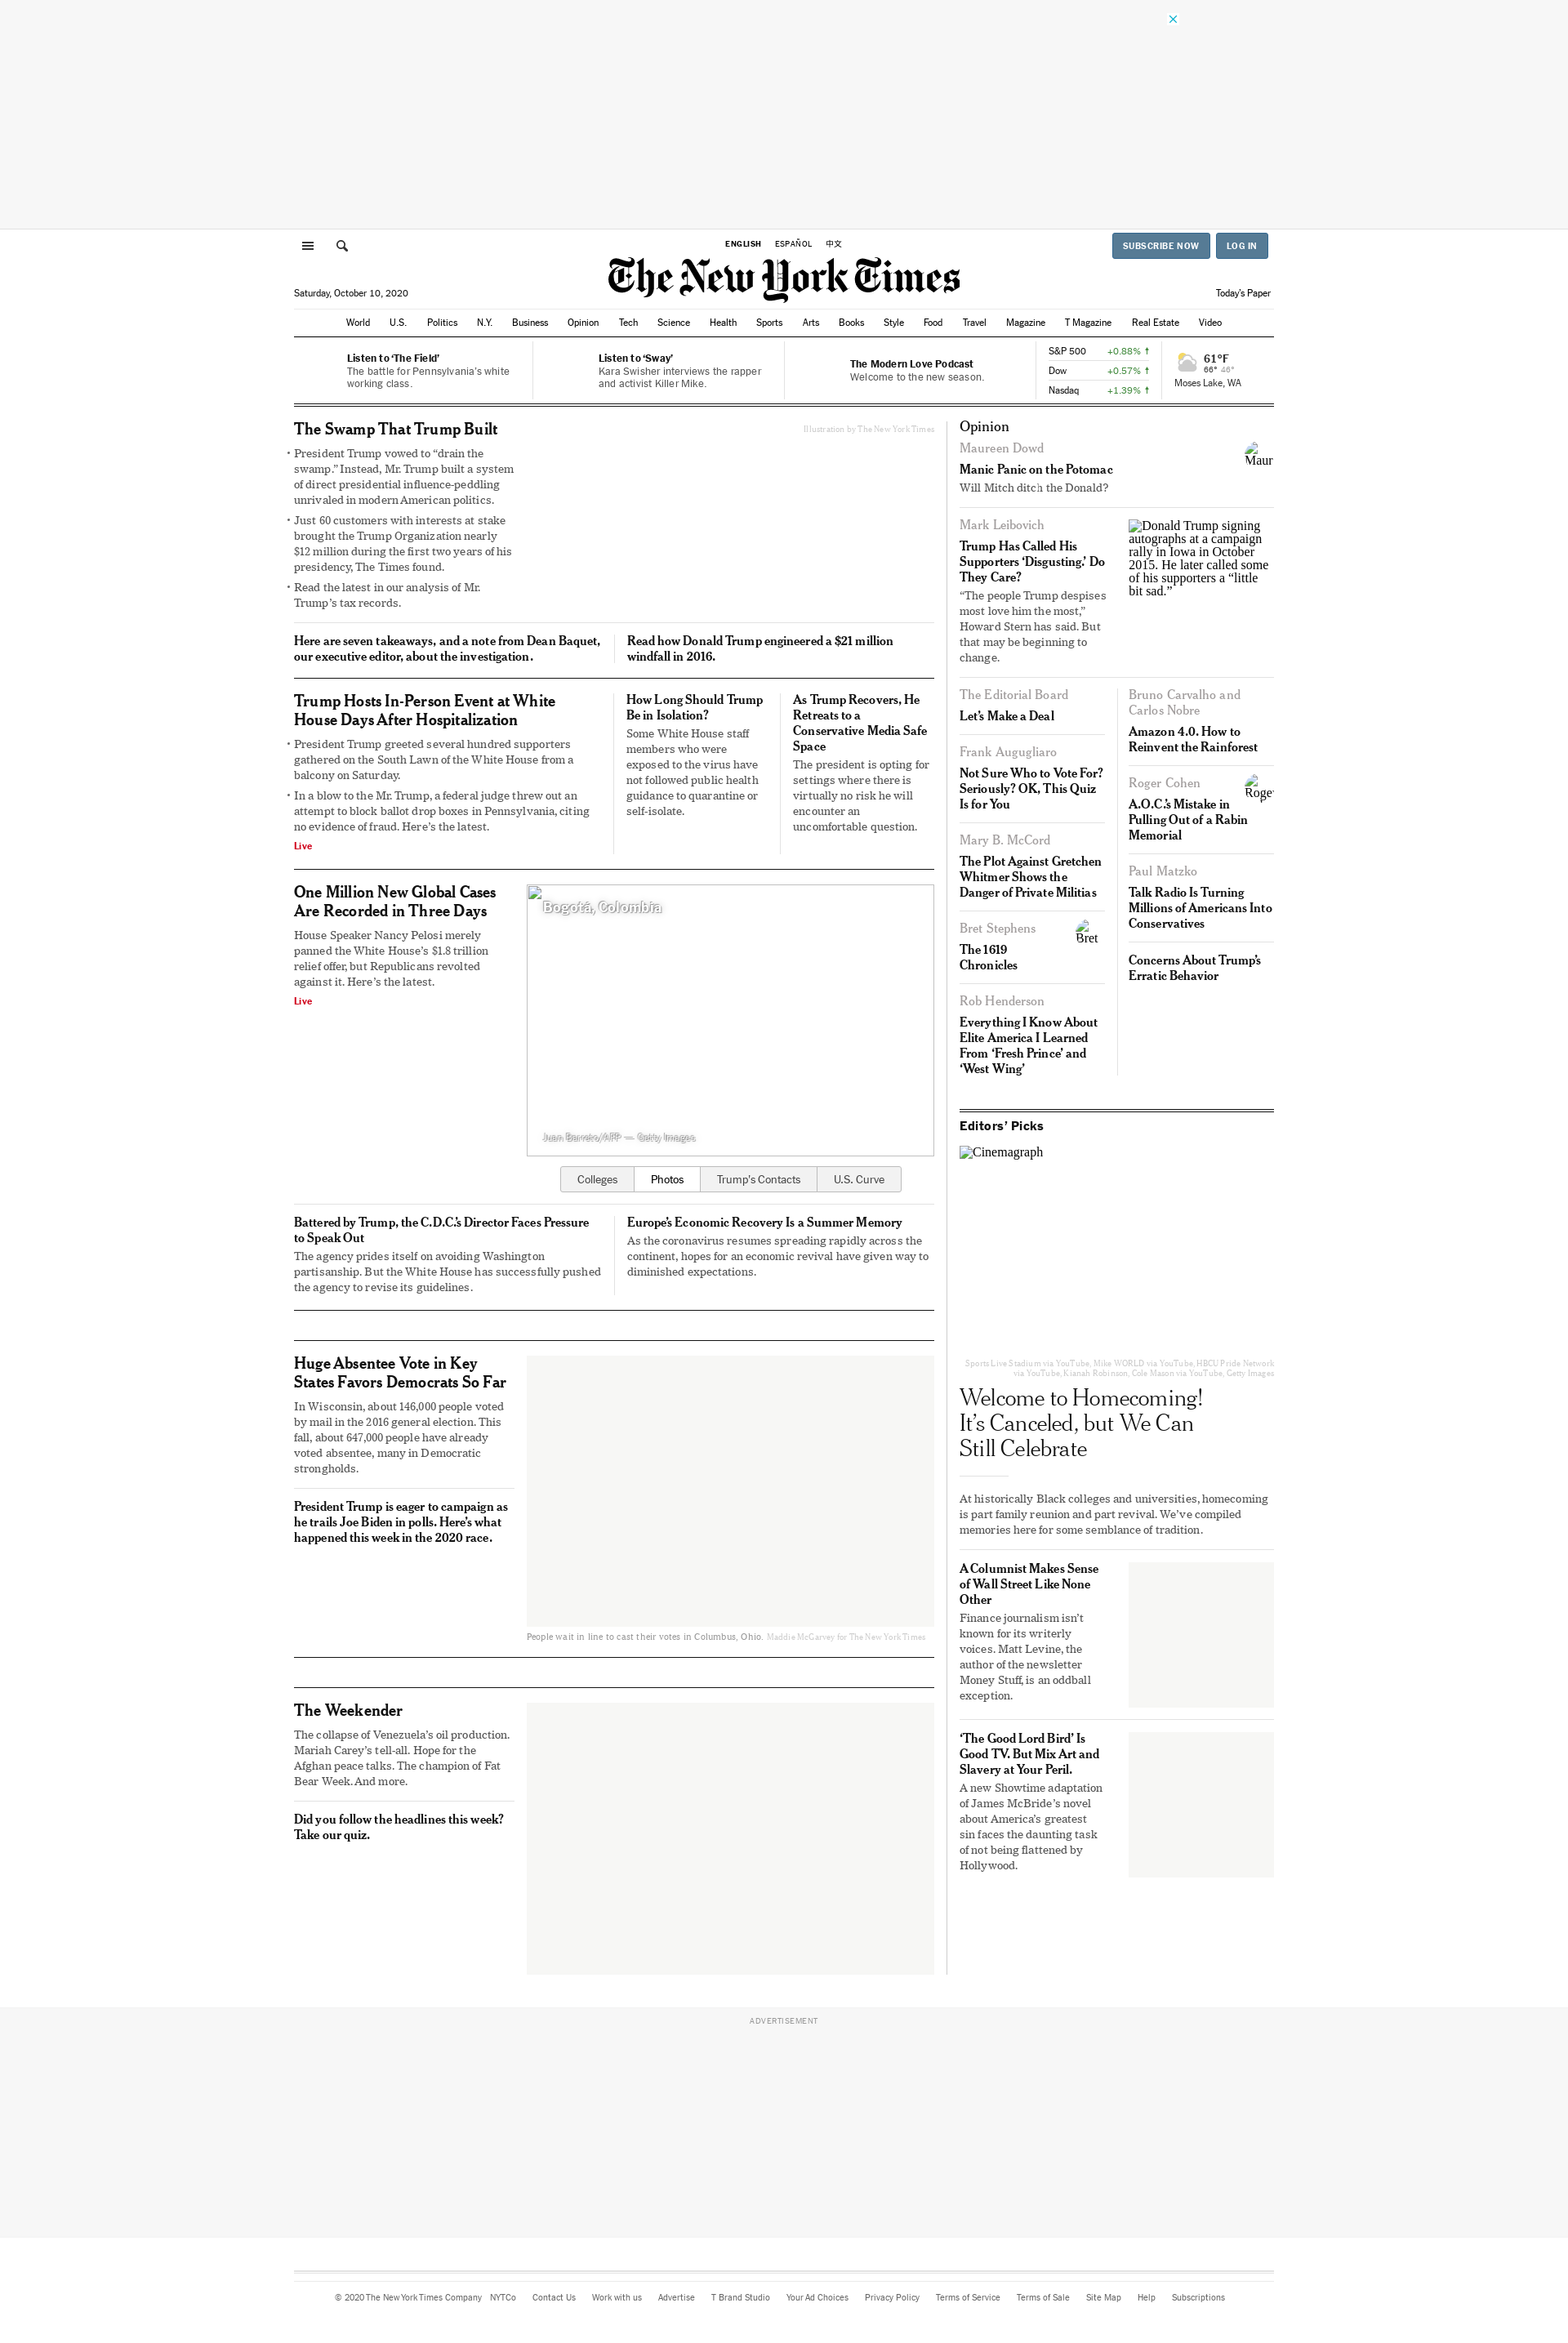 ENGLISH ESPAÑOL 中文
SUBSCRIBE NOW LOG IN
The New York Times
Saturday, October 10, 2020
Today's Paper
World U.S. Politics N.Y. Business Opinion Tech Science Health Sports Arts Books Style Food Travel Magazine T Magazine Real Estate Video
Listen to ‘The Field’
The battle for Pennsylvania’s white
working class.
Listen to ‘Sway’
Kara Swisher interviews the rapper
and activist Killer Mike.
The Modern Love Podcast
Welcome to the new season.
S&P 500 +0.88% ↑
Dow +0.57% ↑
Nasdaq +1.39% ↑
61°F
66° 46°
Moses Lake, WA
The Swamp That Trump Built
• President Trump vowed to “drain the
swamp.” Instead, Mr. Trump built a system
of direct presidential influence-peddling
unrivaled in modern American politics.
• Just 60 customers with interests at stake
brought the Trump Organization nearly
$12 million during the first two years of his
presidency, The Times found.
• Read the latest in our analysis of Mr.
Trump’s tax records.
Illustration by The New York Times
Here are seven takeaways, and a note from Dean Baquet,
our executive editor, about the investigation.
Read how Donald Trump engineered a $21 million
windfall in 2016.
Trump Hosts In-Person Event at White
House Days After Hospitalization
• President Trump greeted several hundred supporters
gathered on the South Lawn of the White House from a
balcony on Saturday.
• In a blow to the Mr. Trump, a federal judge threw out an
attempt to block ballot drop boxes in Pennsylvania, citing
no evidence of fraud. Here’s the latest.
Live
How Long Should Trump
Be in Isolation?
Some White House staff
members who were
exposed to the virus have
not followed public health
guidance to quarantine or
self-isolate.
As Trump Recovers, He
Retreats to a
Conservative Media Safe
Space
The president is opting for
settings where there is
virtually no risk he will
encounter an
uncomfortable question.
One Million New Global Cases
Are Recorded in Three Days
House Speaker Nancy Pelosi merely
panned the White House’s $1.8 trillion
relief offer, but Republicans revolted
against it. Here’s the latest.
Live
Bogotá, Colombia
Juan Barreto/AFP — Getty Images
Colleges Photos Trump’s Contacts U.S. Curve
Battered by Trump, the C.D.C.’s Director Faces Pressure
to Speak Out
The agency prides itself on avoiding Washington
partisanship. But the White House has successfully pushed
the agency to revise its guidelines.
Europe’s Economic Recovery Is a Summer Memory
As the coronavirus resumes spreading rapidly across the
continent, hopes for an economic revival have given way to
diminished expectations.
Huge Absentee Vote in Key
States Favors Democrats So Far
In Wisconsin, about 146,000 people voted
by mail in the 2016 general election. This
fall, about 647,000 people have already
voted absentee, many in Democratic
strongholds.
President Trump is eager to campaign as
he trails Joe Biden in polls. Here’s what
happened this week in the 2020 race.
People wait in line to cast their votes in Columbus, Ohio. Maddie McGarvey for The New York Times
The Weekender
The collapse of Venezuela’s oil production.
Mariah Carey’s tell-all. Hope for the
Afghan peace talks. The champion of Fat
Bear Week. And more.
Did you follow the headlines this week?
Take our quiz.
Opinion
Maureen Dowd
Manic Panic on the Potomac
Will Mitch ditch the Donald?
Maur
Mark Leibovich
Trump Has Called His
Supporters ‘Disgusting.’ Do
They Care?
“The people Trump despises
most love him the most,”
Howard Stern has said. But
that may be beginning to
change.
Donald Trump signing
autographs at a campaign
rally in Iowa in October
2015. He later called some
of his supporters a “little
bit sad.”
The Editorial Board
Let’s Make a Deal
Frank Augugliaro
Not Sure Who to Vote For?
Seriously? OK, This Quiz
Is for You
Mary B. McCord
The Plot Against Gretchen
Whitmer Shows the
Danger of Private Militias
Bret Stephens
The 1619
Chronicles
Bret
Rob Henderson
Everything I Know About
Elite America I Learned
From ‘Fresh Prince’ and
‘West Wing’
Bruno Carvalho and
Carlos Nobre
Amazon 4.0. How to
Reinvent the Rainforest
Roger Cohen
A.O.C.’s Mistake in
Pulling Out of a Rabin
Memorial
Roger
Paul Matzko
Talk Radio Is Turning
Millions of Americans Into
Conservatives
Concerns About Trump’s
Erratic Behavior
Editors’ Picks
Cinemagraph
Sports Live Stadium via YouTube, Mike WORLD via YouTube, HBCU Pride Network
via YouTube, Kianah Robinson, Cole Mason via YouTube, Getty Images
Welcome to Homecoming!
It’s Canceled, but We Can
Still Celebrate
At historically Black colleges and universities, homecoming
is part family reunion and part revival. We’ve compiled
memories here for some semblance of tradition.
A Columnist Makes Sense
of Wall Street Like None
Other
Finance journalism isn’t
known for its writerly
voices. Matt Levine, the
author of the newsletter
Money Stuff, is an oddball
exception.
‘The Good Lord Bird’ Is
Good TV. But Mix Art and
Slavery at Your Peril.
A new Showtime adaptation
of James McBride’s novel
about America’s greatest
sin faces the daunting task
of not being flattened by
Hollywood.
ADVERTISEMENT
© 2020 The New York Times Company NYTCo Contact Us Work with us Advertise T Brand Studio Your Ad Choices Privacy Policy Terms of Service Terms of Sale Site Map Help Subscriptions